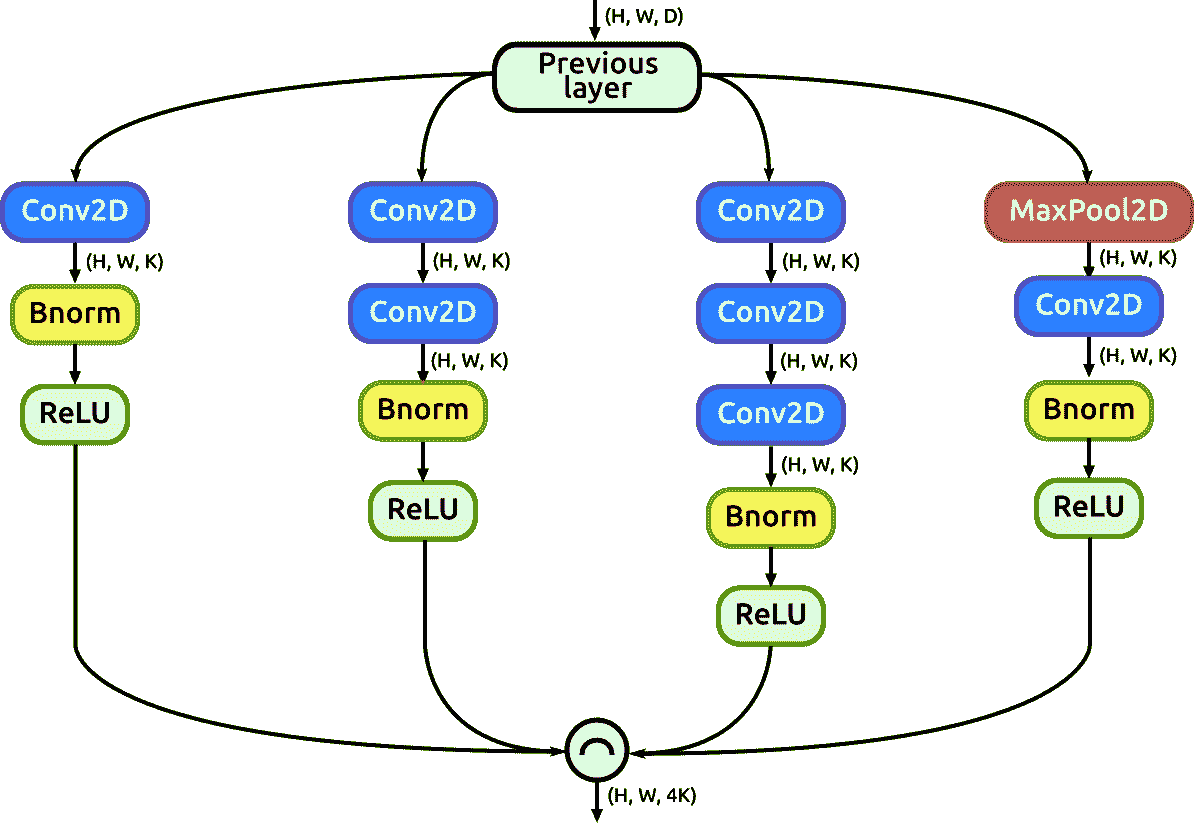 (H, W, D)
Previous
layer
Conv2D
Conv2D
Conv2D
MaxPool2D
(H, W, K)
(H, W, K)
(H, W, K)
(H, W, K)
Bnorm
Conv2D
Conv2D
Conv2D
(H, W, K)
(H, W, K)
(H, W, K)
ReLU
Bnorm
Conv2D
Bnorm
(H, W, K)
ReLU
Bnorm
ReLU
ReLU
(H, W, 4K)